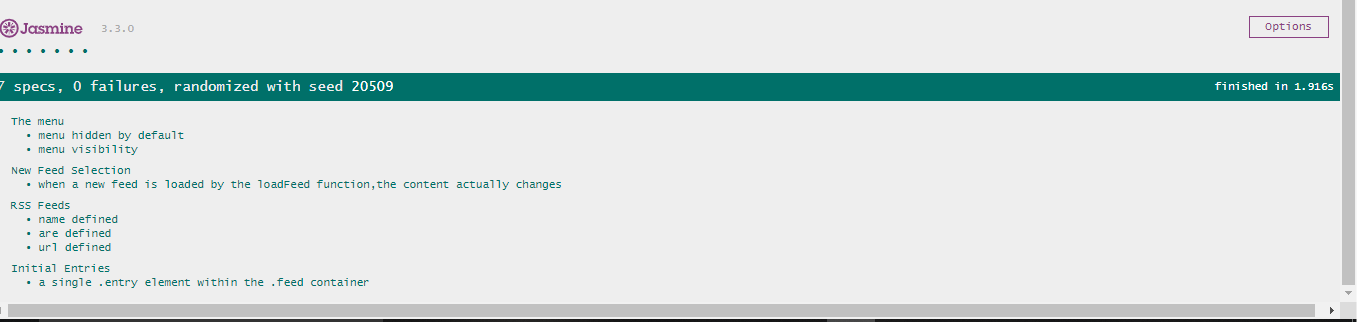 Jasmine 3.3.0 Options
7 specs, 0 failures, randomized with seed 20509 finished in 1.916s
The menu
• menu hidden by default
• menu visibility
New Feed Selection
• when a new feed is loaded by the loadFeed function,the content actually changes
RSS Feeds
• name defined
• are defined
• url defined
Initial Entries
• a single .entry element within the .feed container